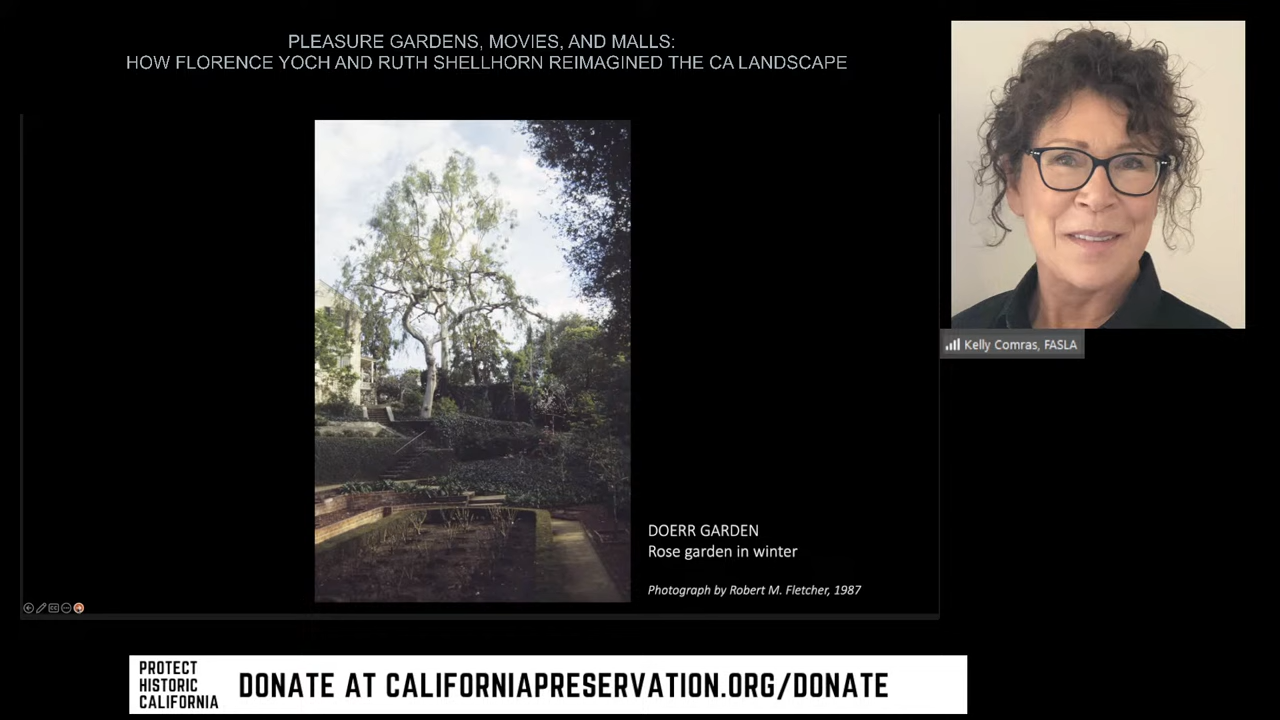 PLEASURE GARDENS, MOVIES, AND MALLS:
HOW FLORENCE YOCH AND RUTH SHELLHORN REIMAGINED THE CA LANDSCAPE
Kelly Comras, FASLA
DOERR GARDEN
Rose garden in winter
Photograph by Robert M. Fletcher, 1987
PROTECT
HISTORIC
CALIFORNIA
DONATE AT CALIFORNIAPRESERVATION.ORG/DONATE